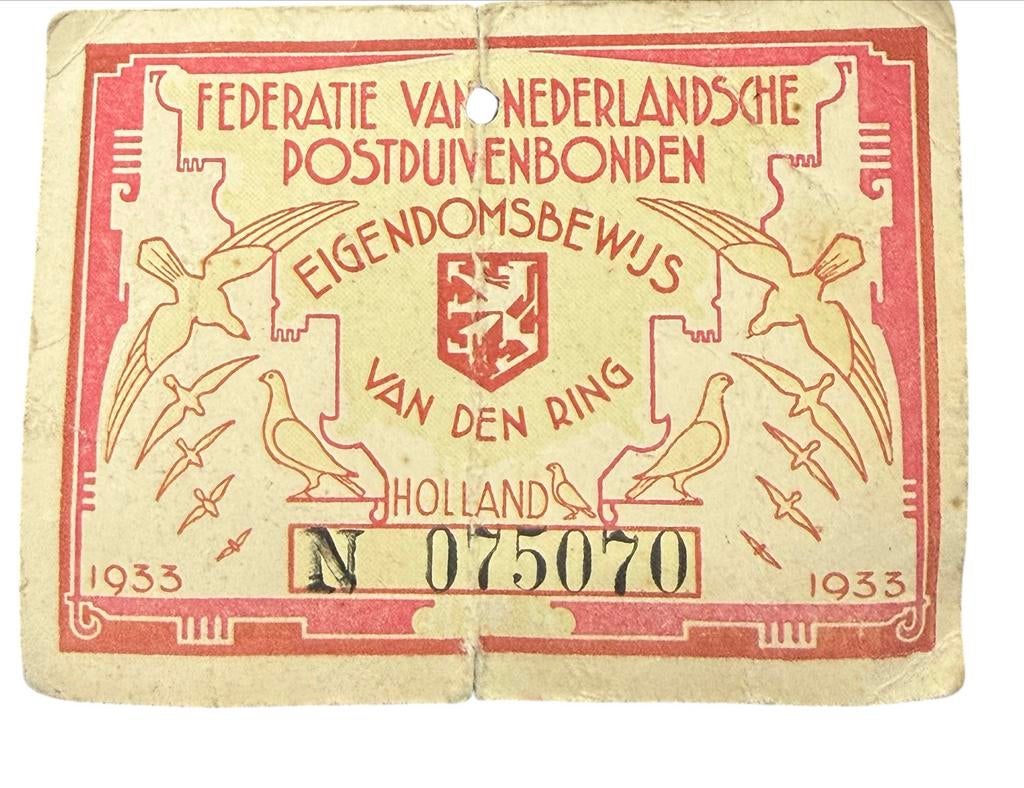 FEDERATIE VAN NEDERLANDSCHE
POSTDUIVENBONDEN
EIGENDOMSBEWIJS
VAN DEN RING
HOLLAND
N 075070
1933 1933